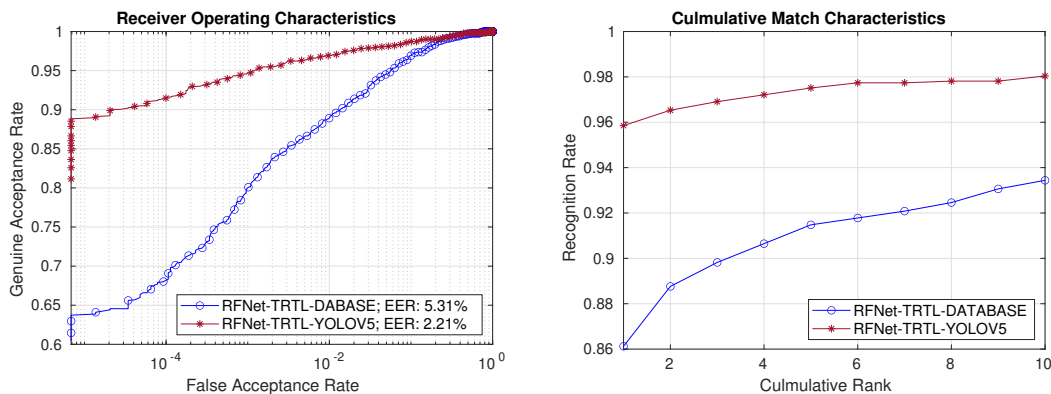 Receiver Operating Characteristics
1
0.95
0.9
0.85
0.8
0.75
0.7
0.65
0.6
Genuine Acceptance Rate
RFNet-TRTL-DABASE; EER: 5.31%
RFNet-TRTL-YOLOV5; EER: 2.21%
10^-4
10^-2
10^0
False Acceptance Rate
Culmulative Match Characteristics
1
0.98
0.96
0.94
0.92
0.9
0.88
0.86
Recognition Rate
RFNet-TRTL-DATABASE
RFNet-TRTL-YOLOV5
2
4
6
8
10
Culmulative Rank